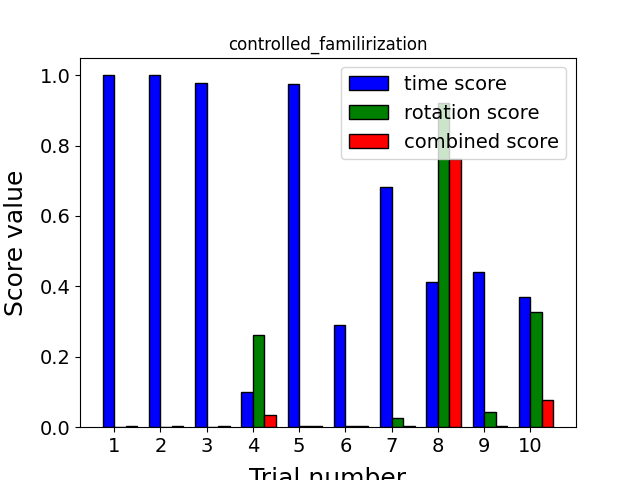 controlled_familirization
time score
rotation score
combined score
Score value
1.0
0.8
0.6
0.4
0.2
0.0
1 2 3 4 5 6 7 8 9 10
Trial number